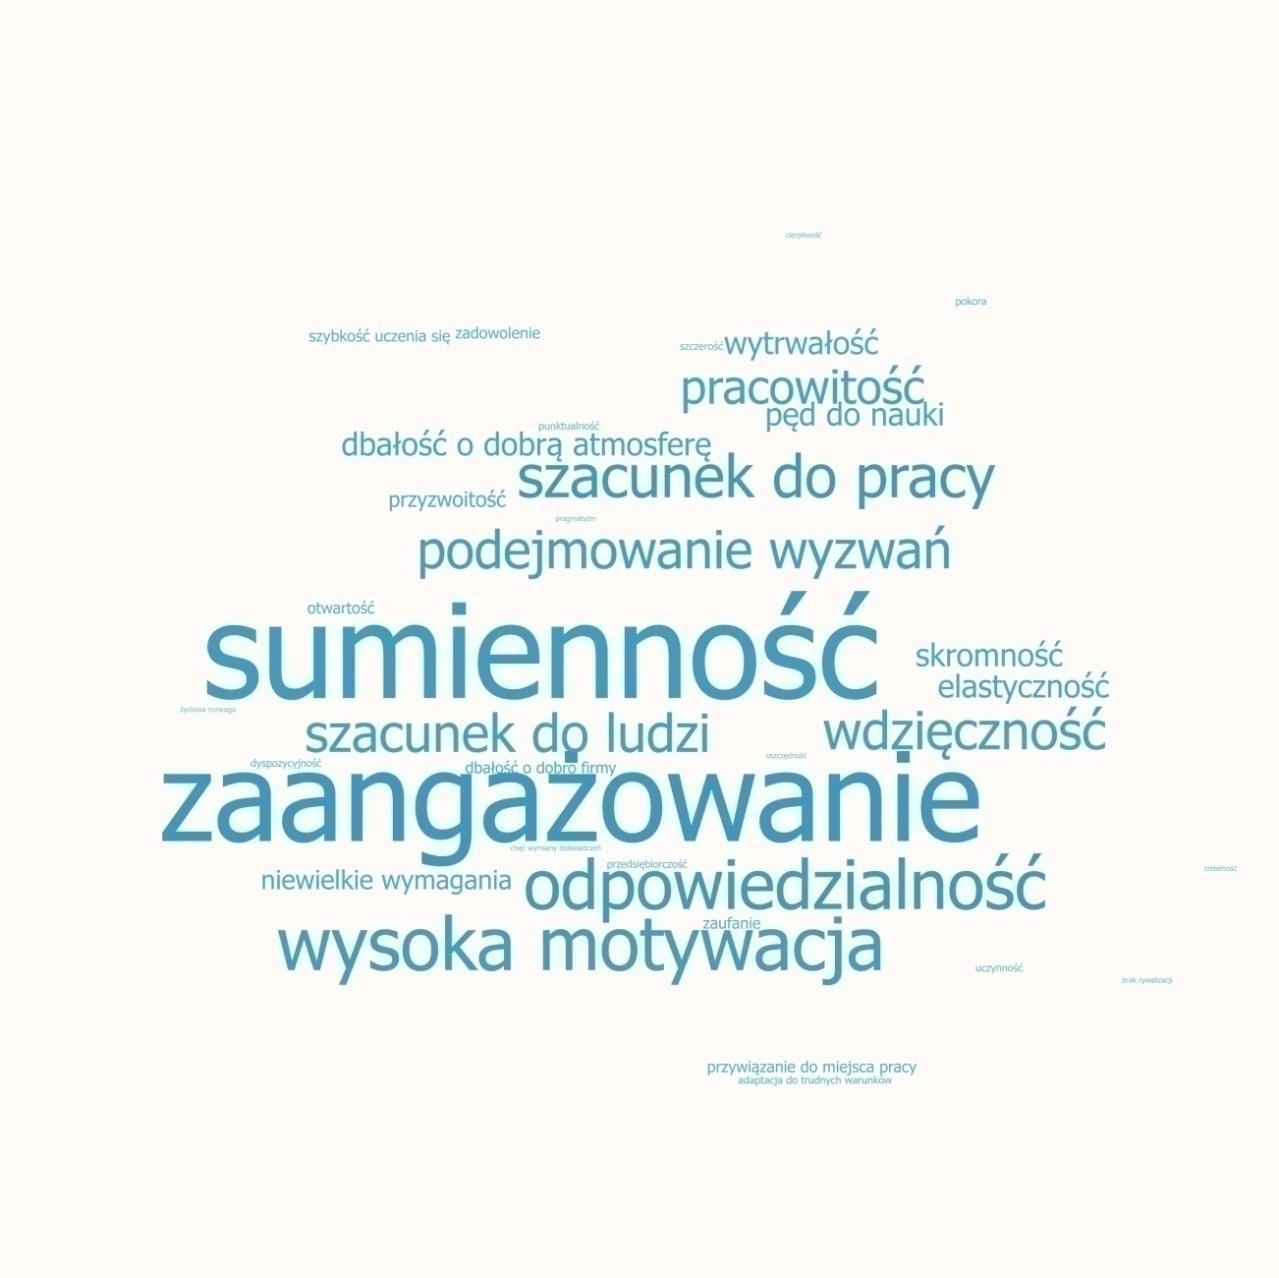 cierpliwość
pokora
szybkość uczenia się
zadowolenie
szczerość
wytrwałość
pracowitość
pęd do nauki
punktualność
dbałość o dobrą atmosferę
szacunek do pracy
przyzwoitość
pragmatyzm
podejmowanie wyzwań
otwartość
sumienność
skromność
elastyczność
życiowa rozwaga
szacunek do ludzi
wdzięczność
oszczędność
dyspozycyjność
dbałość o dobro firmy
zaangażowanie
chęć wymiany doświadczeń
przedsiębiorczość
rzetelność
niewielkie wymagania
odpowiedzialność
zaufanie
wysoka motywacja
uczynność
brak rywalizacji
przywiązanie do miejsca pracy
adaptacja do trudnych warunków